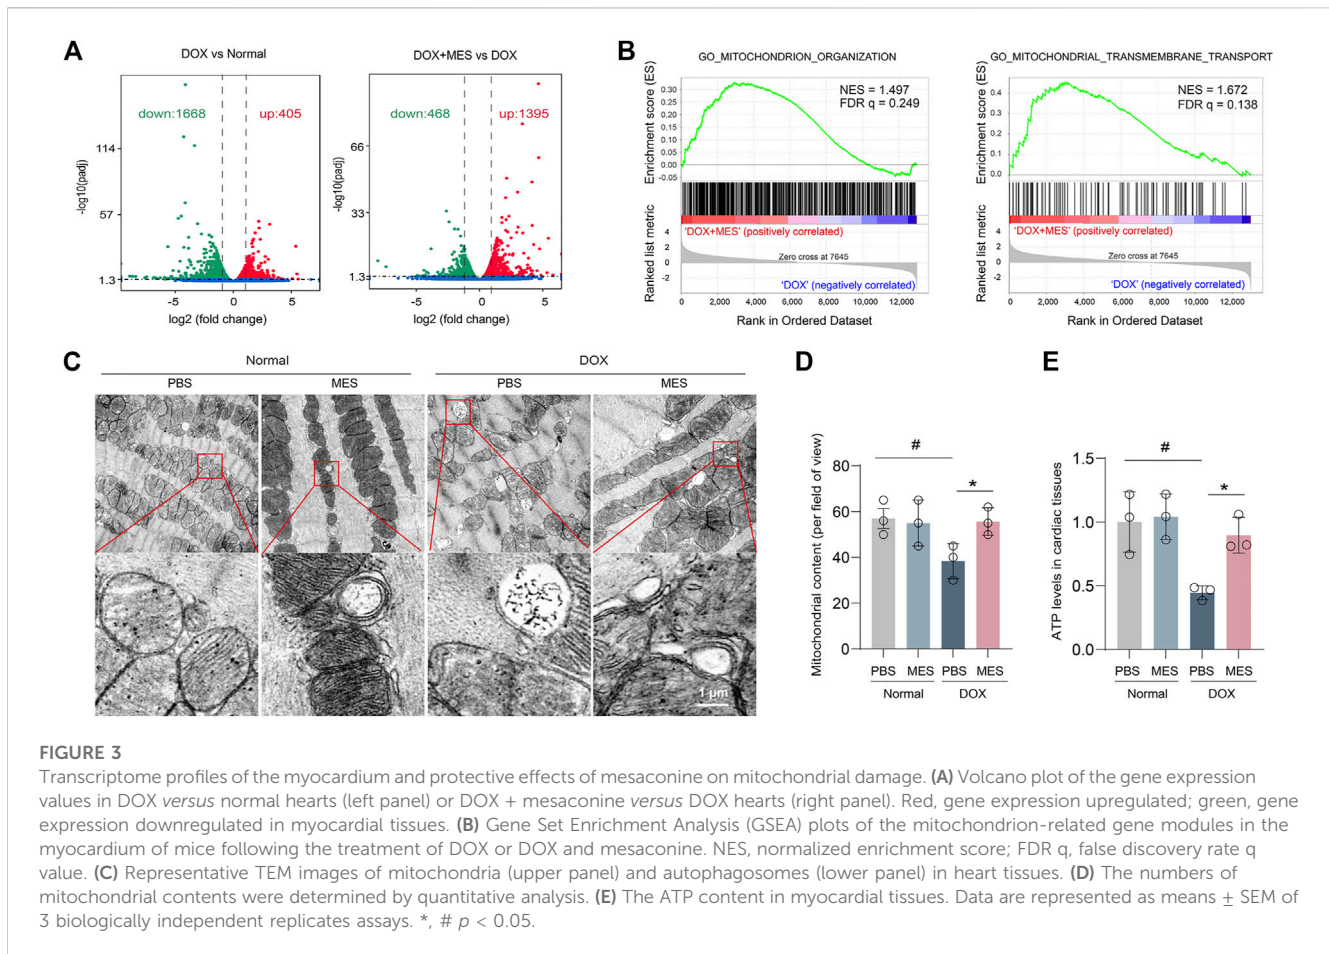 A
DOX vs Normal
down:1668
up:405
-log10(padj)
114
57
1.3
-5
0
5
log2 (fold change)
DOX+MES vs DOX
down:468
up:1395
-log10(padj)
66
33
1.3
-5
0
5
log2 (fold change)
B
GO_MITOCHONDRION_ORGANIZATION
NES = 1.497
FDR q = 0.249
Enrichment score (ES)
0.30
0.25
0.20
0.15
0.10
0.05
0.00
-0.05
'DOX+MES' (positively correlated)
Zero cross at 7645
'DOX' (negatively correlated)
Ranked list metric
4
2
0
-2
0
2,000
4,000
6,000
8,000
10,000
12,000
Rank in Ordered Dataset
GO_MITOCHONDRIAL_TRANSMEMBRANE_TRANSPORT
NES = 1.672
FDR q = 0.138
Enrichment score (ES)
0.4
0.3
0.2
0.1
0.0
'DOX+MES' (positively correlated)
Zero cross at 7645
'DOX' (negatively correlated)
Ranked list metric
4
2
0
-2
0
2,000
4,000
6,000
8,000
10,000
12,000
Rank in Ordered Dataset
C
Normal
DOX
PBS
MES
PBS
MES
1 μm
D
#
*
Mitochondrial content (per field of view)
80
60
40
20
0
PBS MES PBS MES
Normal DOX
E
#
*
ATP levels in cardiac tissues
1.5
1.0
0.5
0.0
PBS MES PBS MES
Normal DOX
FIGURE 3
Transcriptome profiles of the myocardium and protective effects of mesaconine on mitochondrial damage. (A) Volcano plot of the gene expression
values in DOX versus normal hearts (left panel) or DOX + mesaconine versus DOX hearts (right panel). Red, gene expression upregulated; green, gene
expression downregulated in myocardial tissues. (B) Gene Set Enrichment Analysis (GSEA) plots of the mitochondrion-related gene modules in the
myocardium of mice following the treatment of DOX or DOX and mesaconine. NES, normalized enrichment score; FDR q, false discovery rate q
value. (C) Representative TEM images of mitochondria (upper panel) and autophagosomes (lower panel) in heart tissues. (D) The numbers of
mitochondrial contents were determined by quantitative analysis. (E) The ATP content in myocardial tissues. Data are represented as means ± SEM of
3 biologically independent replicates assays. *, # p < 0.05.